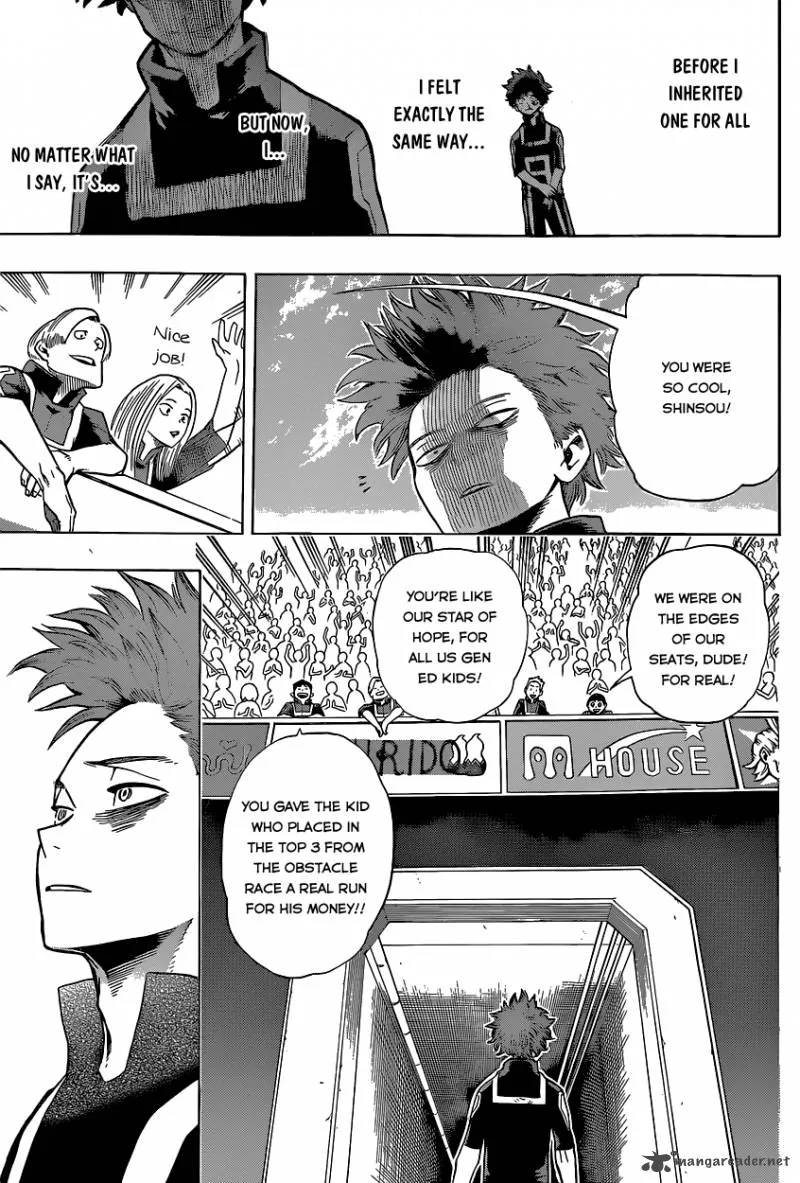 BEFORE I
INHERITED
ONE FOR ALL
I FELT
EXACTLY THE
SAME WAY...
BUT NOW,
I...
NO MATTER WHAT
I SAY, IT'S...
YOU WERE
SO COOL,
SHINSOU!
Nice
job!
WE WERE ON
THE EDGES
OF OUR
SEATS, DUDE!
FOR REAL!
YOU'RE LIKE
OUR STAR OF
HOPE, FOR
ALL US GEN
ED KIDS!
HOUSE
YOU GAVE THE KID
WHO PLACED IN
THE TOP 3 FROM
THE OBSTACLE
RACE A REAL RUN
FOR HIS MONEY!!
mangareader.net